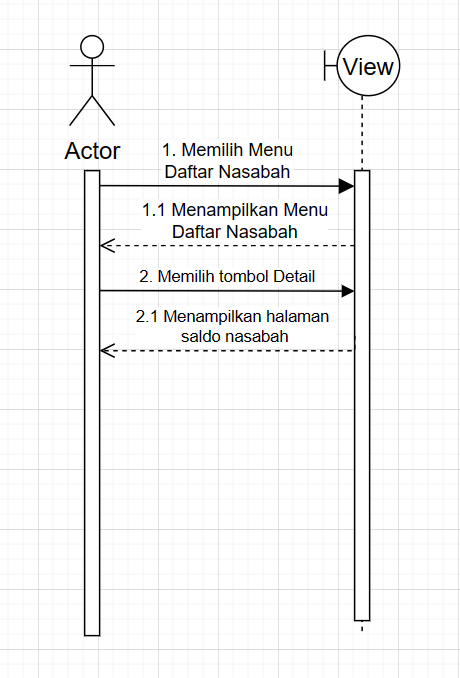 View
Actor
1. Memilih Menu
Daftar Nasabah
1.1 Menampilkan Menu
Daftar Nasabah
2. Memilih tombol Detail
2.1 Menampilkan halaman
saldo nasabah